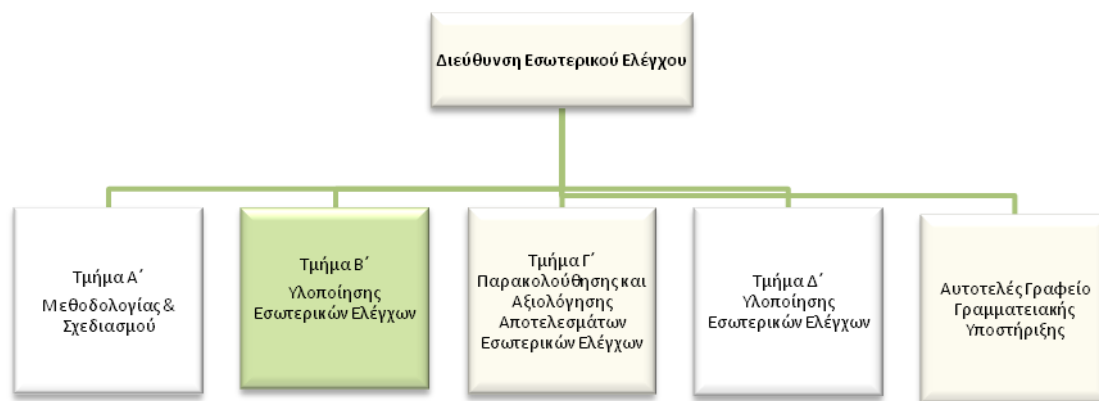 Διεύθυνση Εσωτερικού Ελέγχου
Τμήμα Α΄
Μεθοδολογίας &
Σχεδιασμού
Τμήμα Β΄
Υλοποίησης
Εσωτερικών Ελέγχων
Τμήμα Γ΄
Παρακολούθησης και
Αξιολόγησης
Αποτελεσμάτων
Εσωτερικών Ελέγχων
Τμήμα Δ΄
Υλοποίησης
Εσωτερικών Ελέγχων
Αυτοτελές Γραφείο
Γραμματειακής
Υποστήριξης